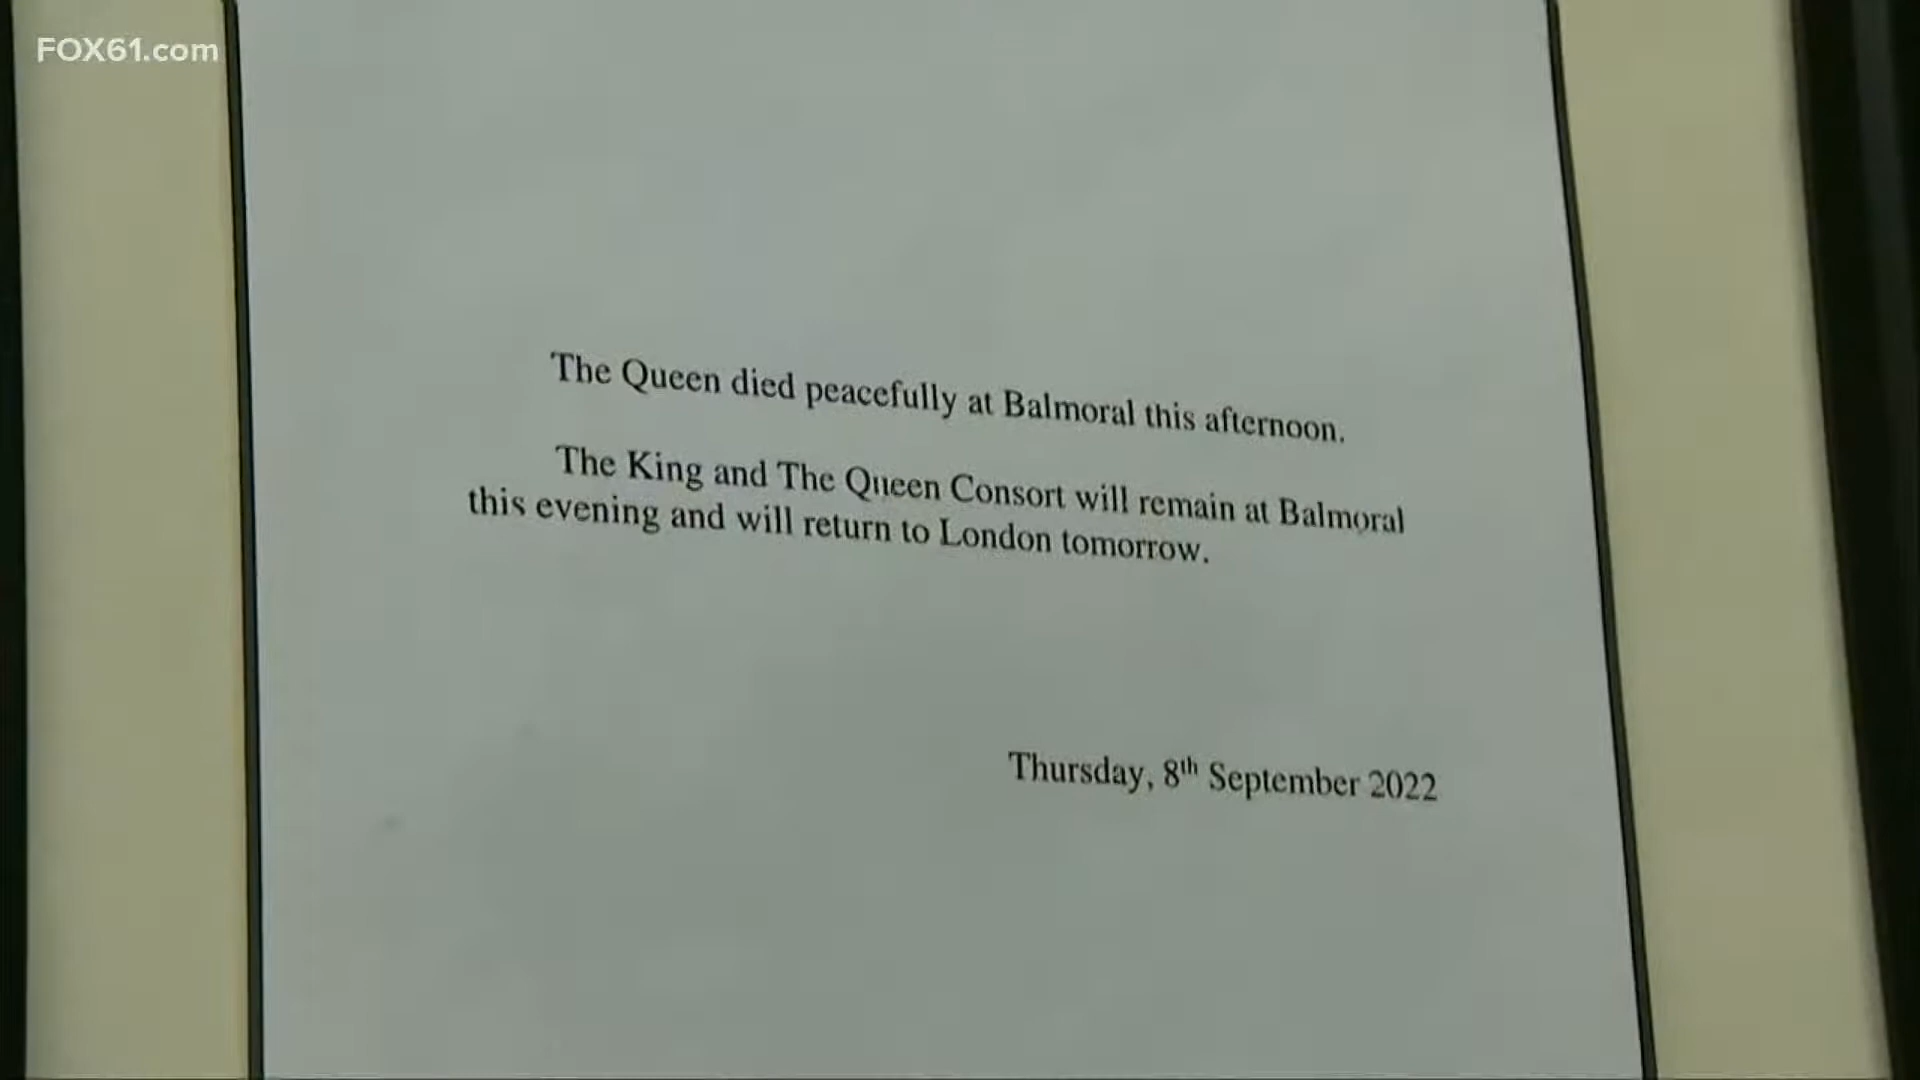 FOX61.com
The Queen died peacefully at Balmoral this afternoon.
The King and The Queen Consort will remain at Balmoral
this evening and will return to London tomorrow.
Thursday, 8th September 2022